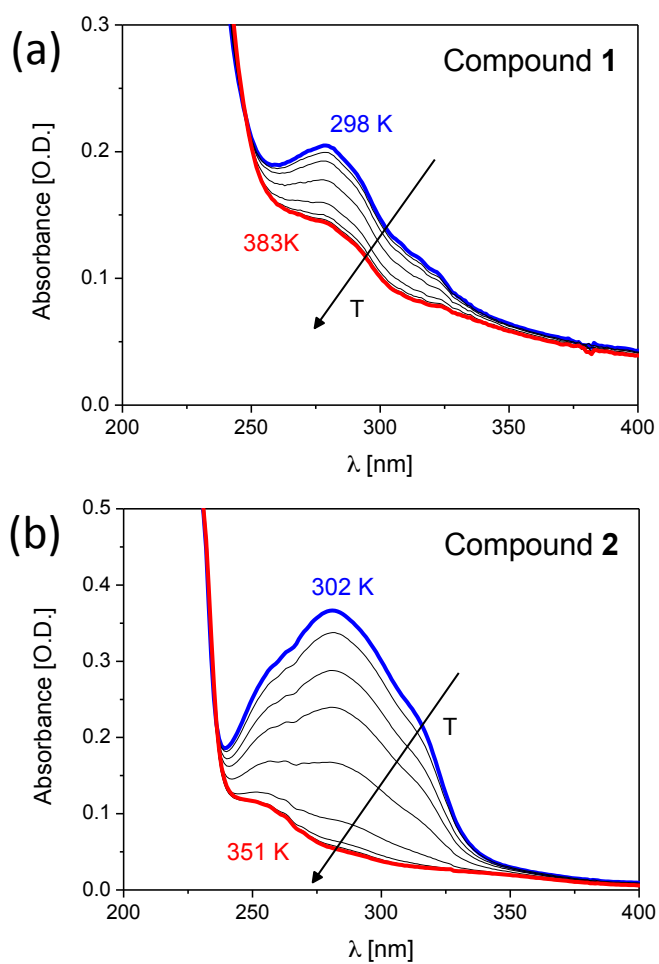 (a)
Compound 1
298 K
383K
T
Absorbance [O.D.]
0.3
0.2
0.1
0.0
200 250 300 350 400
λ [nm]
(b)
Compound 2
302 K
351 K
T
Absorbance [O.D.]
0.5
0.4
0.3
0.2
0.1
0.0
200 250 300 350 400
λ [nm]